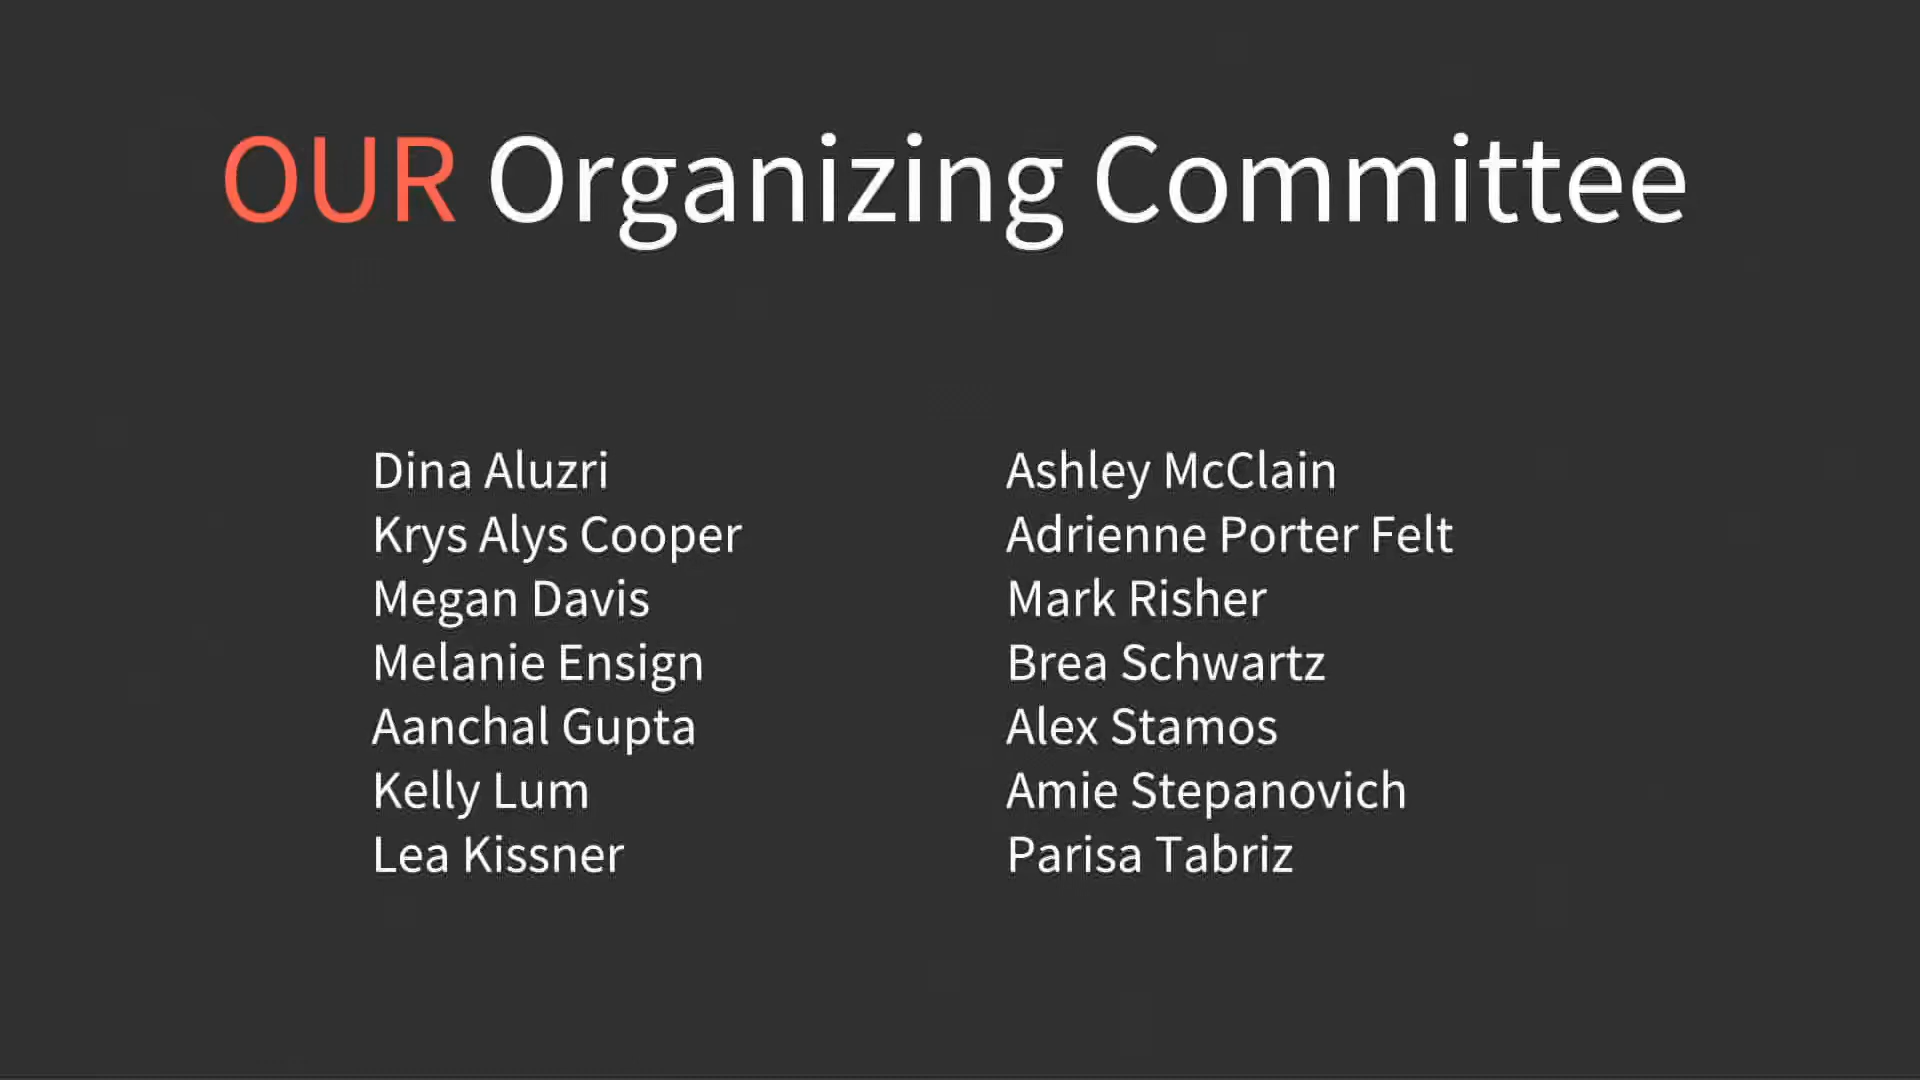 OUR Organizing Committee
Dina Aluzri
Krys Alys Cooper
Megan Davis
Melanie Ensign
Aanchal Gupta
Kelly Lum
Lea Kissner
Ashley McClain
Adrienne Porter Felt
Mark Risher
Brea Schwartz
Alex Stamos
Amie Stepanovich
Parisa Tabriz